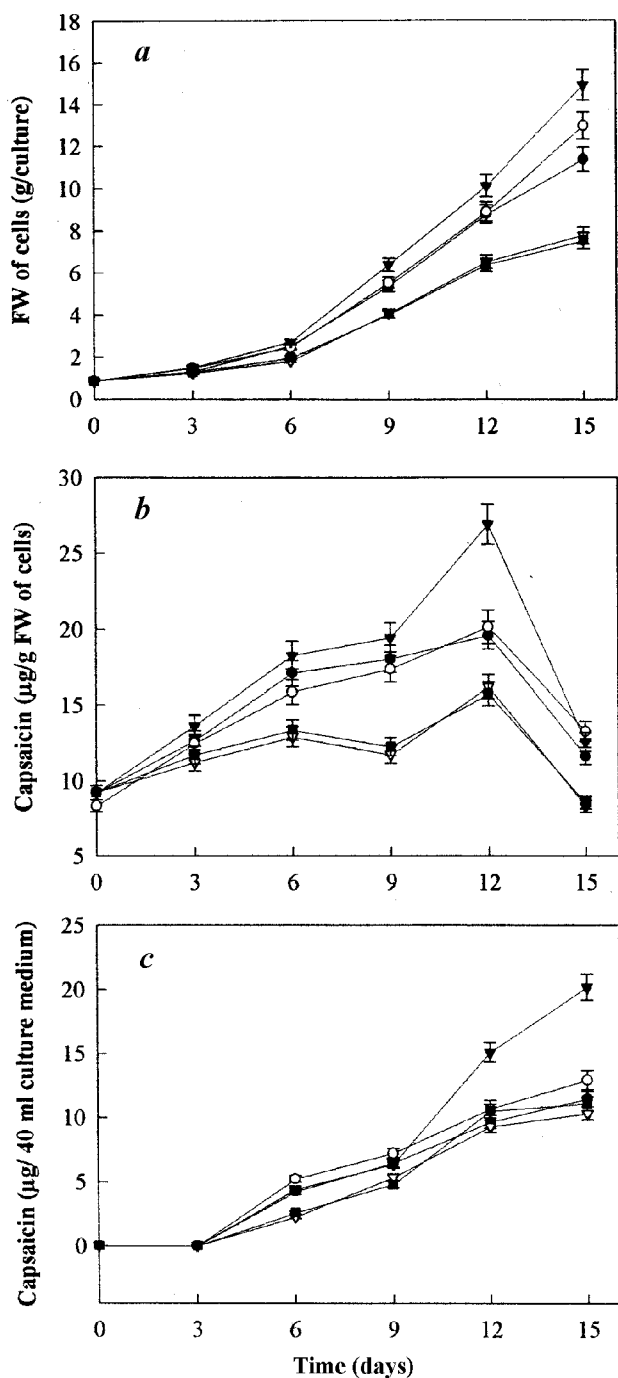 a
18
16
14
12
10
8
6
4
2
0
FW of cells (g/culture)
0 3 6 9 12 15
b
30
25
20
15
10
5
Capsaicin (µg/g FW of cells)
0 3 6 9 12 15
c
25
20
15
10
5
0
Capsaicin (µg/ 40 ml culture medium)
0 3 6 9 12 15
Time (days)